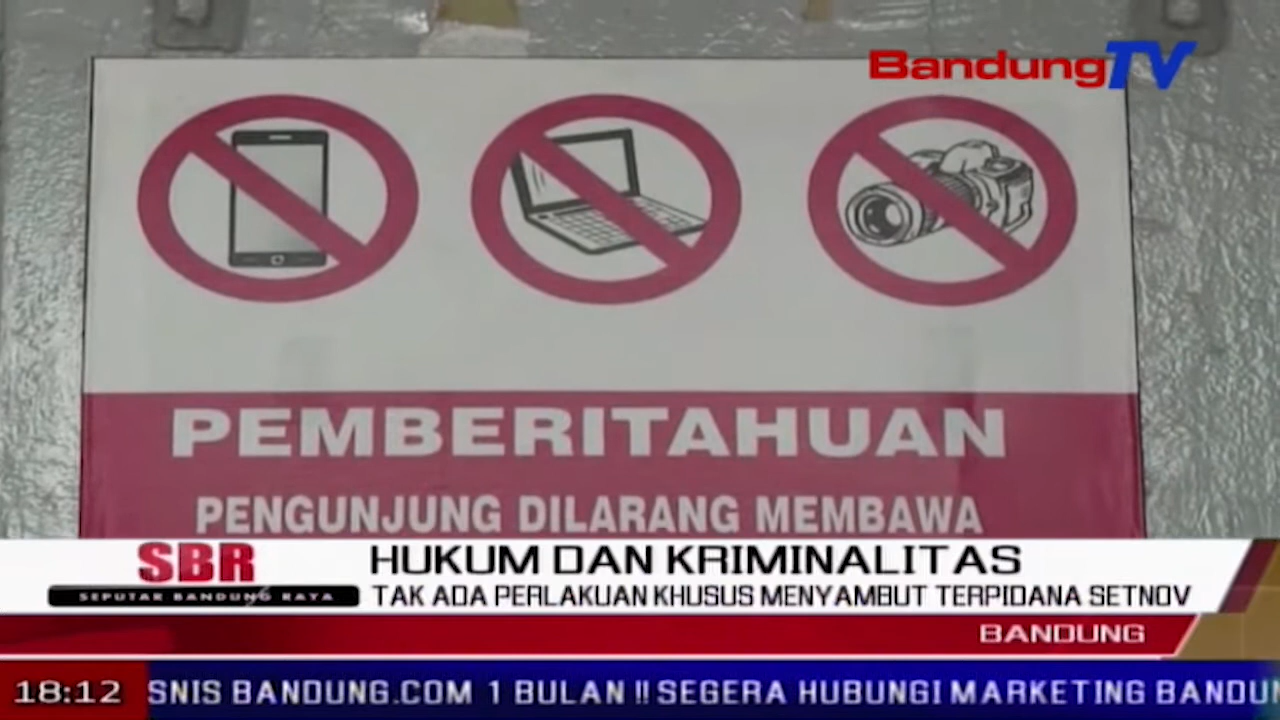 BandungTV
PEMBERITAHUAN
PENGUNJUNG DILARANG MEMBAWA
SBR
SEPUTAR BANDUNG RAYA
HUKUM DAN KRIMINALITAS
TAK ADA PERLAKUAN KHUSUS MENYAMBUT TERPIDANA SETNOV
BANDUNG
18:12 SNIS BANDUNG.COM 1 BULAN !! SEGERA HUBUNGI MARKETING BANDU